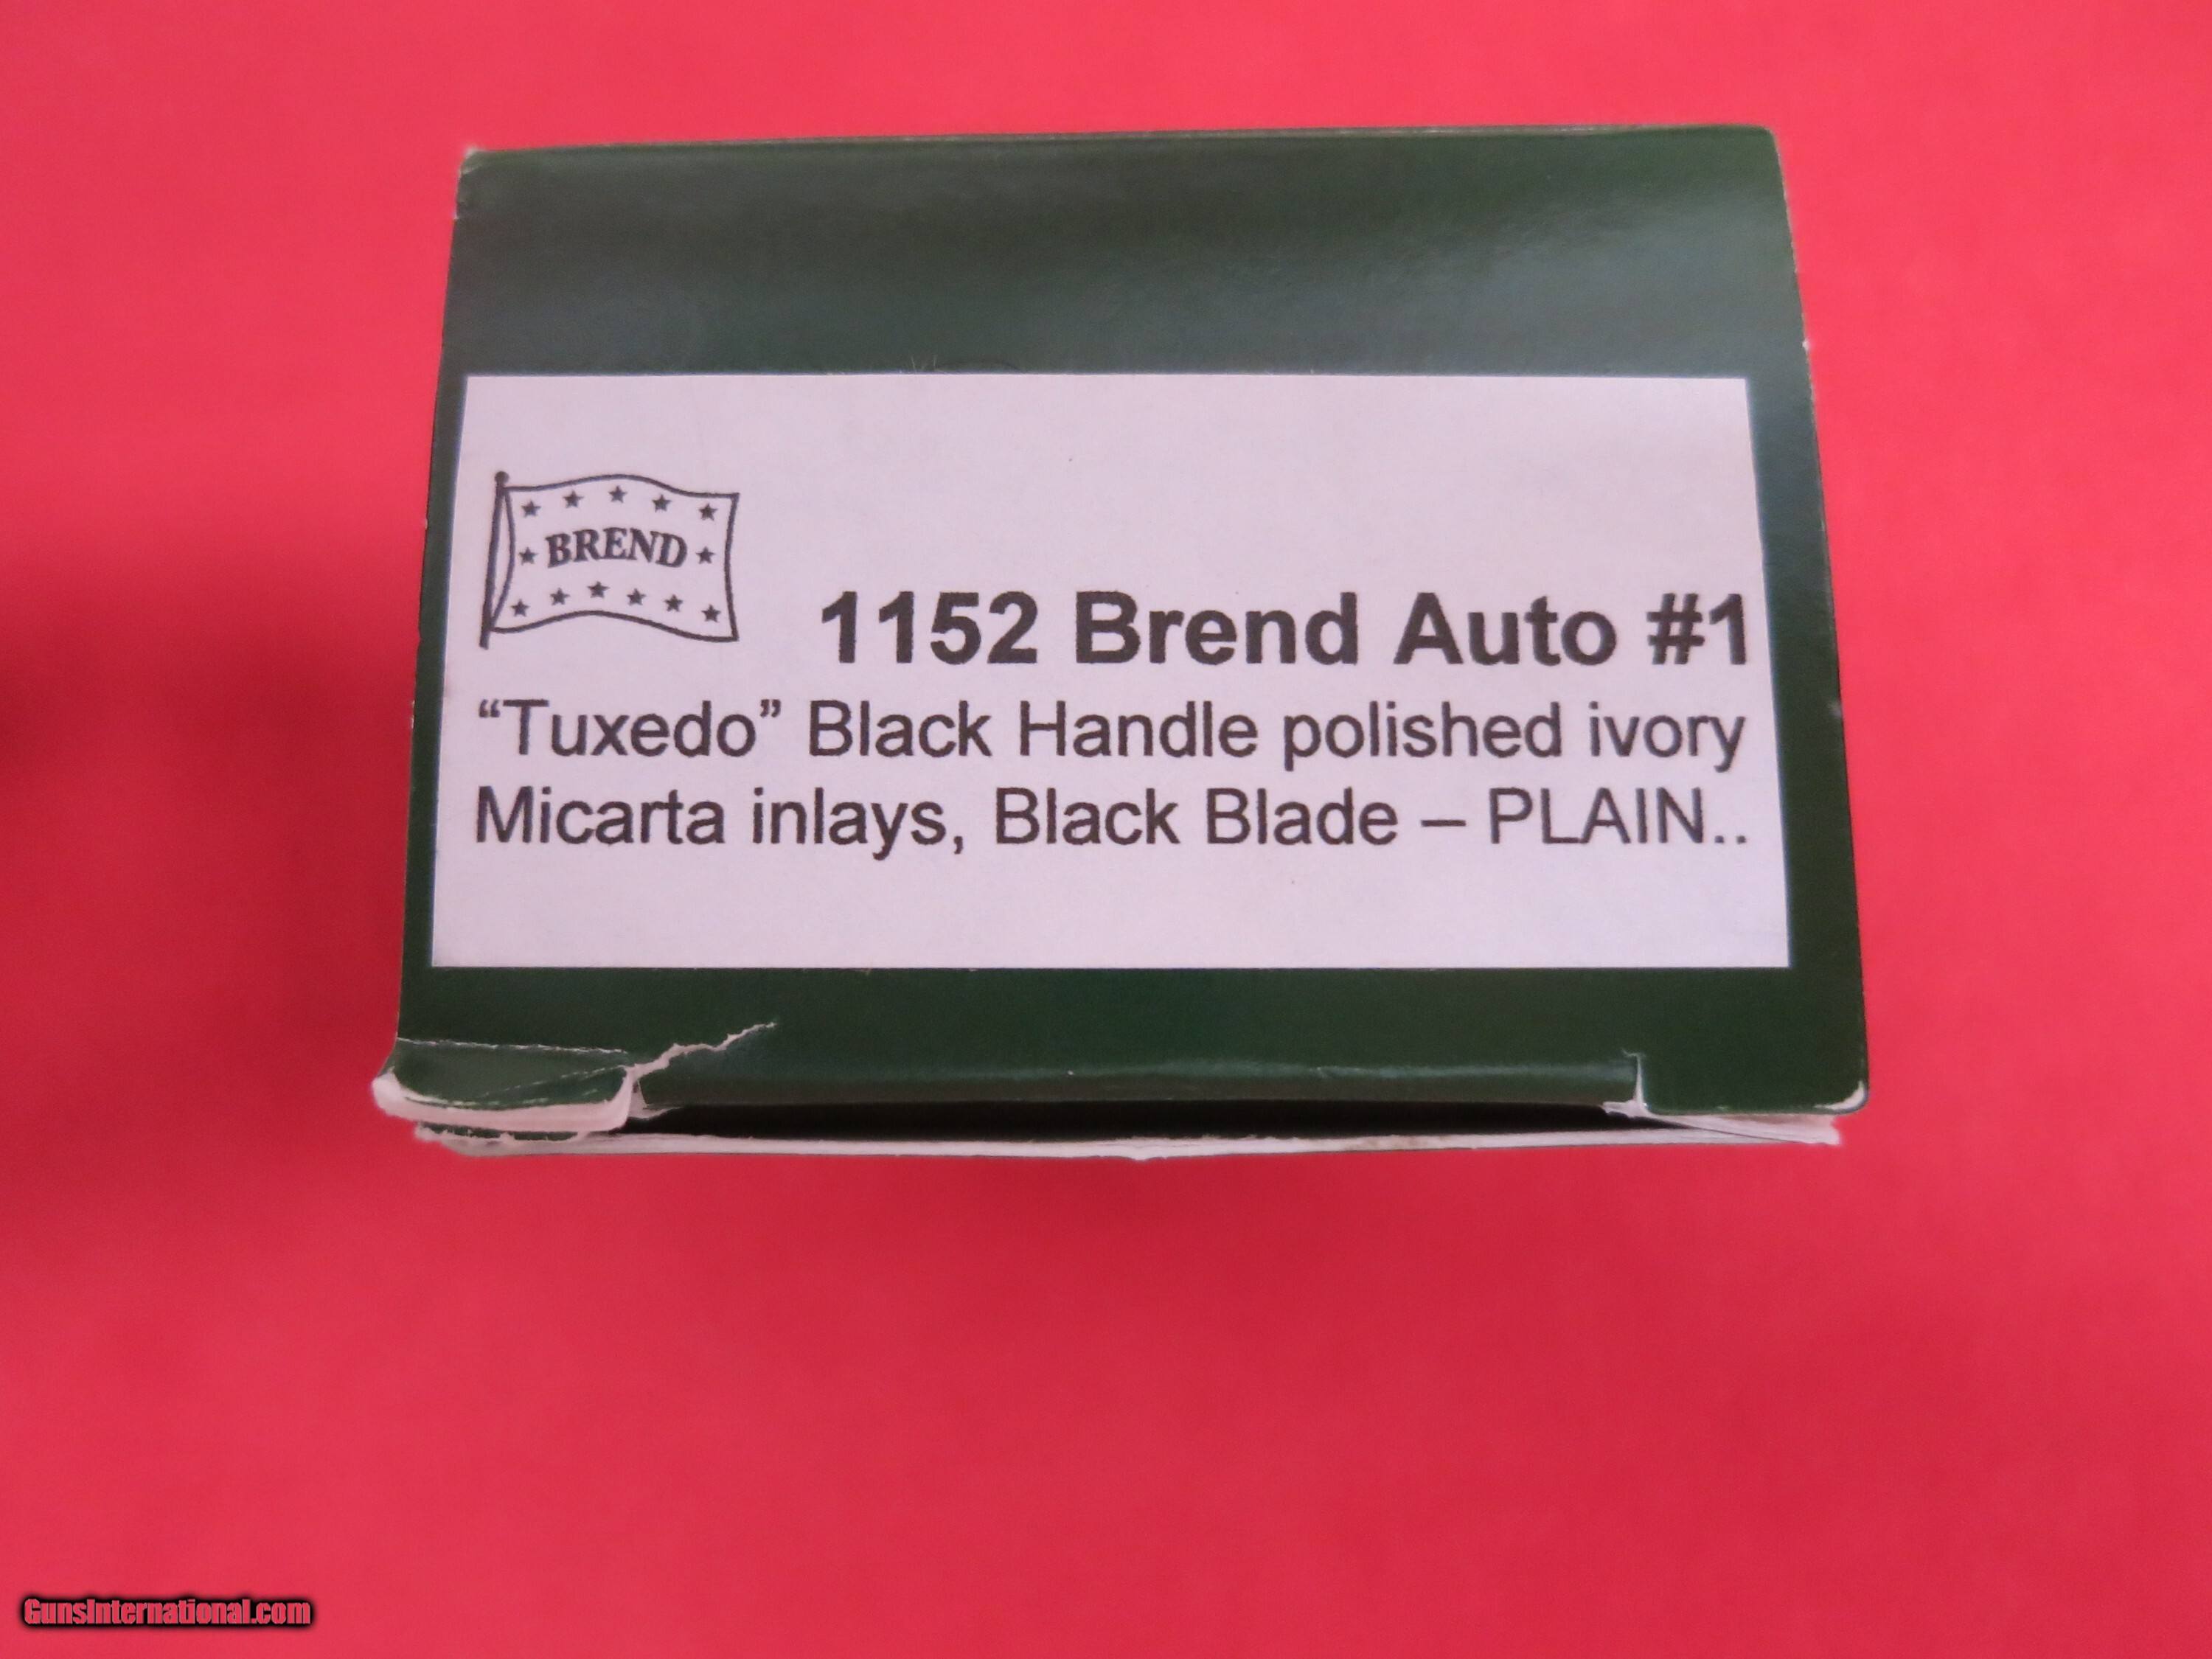 BREND
1152 Brend Auto #1
“Tuxedo” Black Handle polished ivory
Micarta inlays, Black Blade – PLAIN..
GunsInternational.com